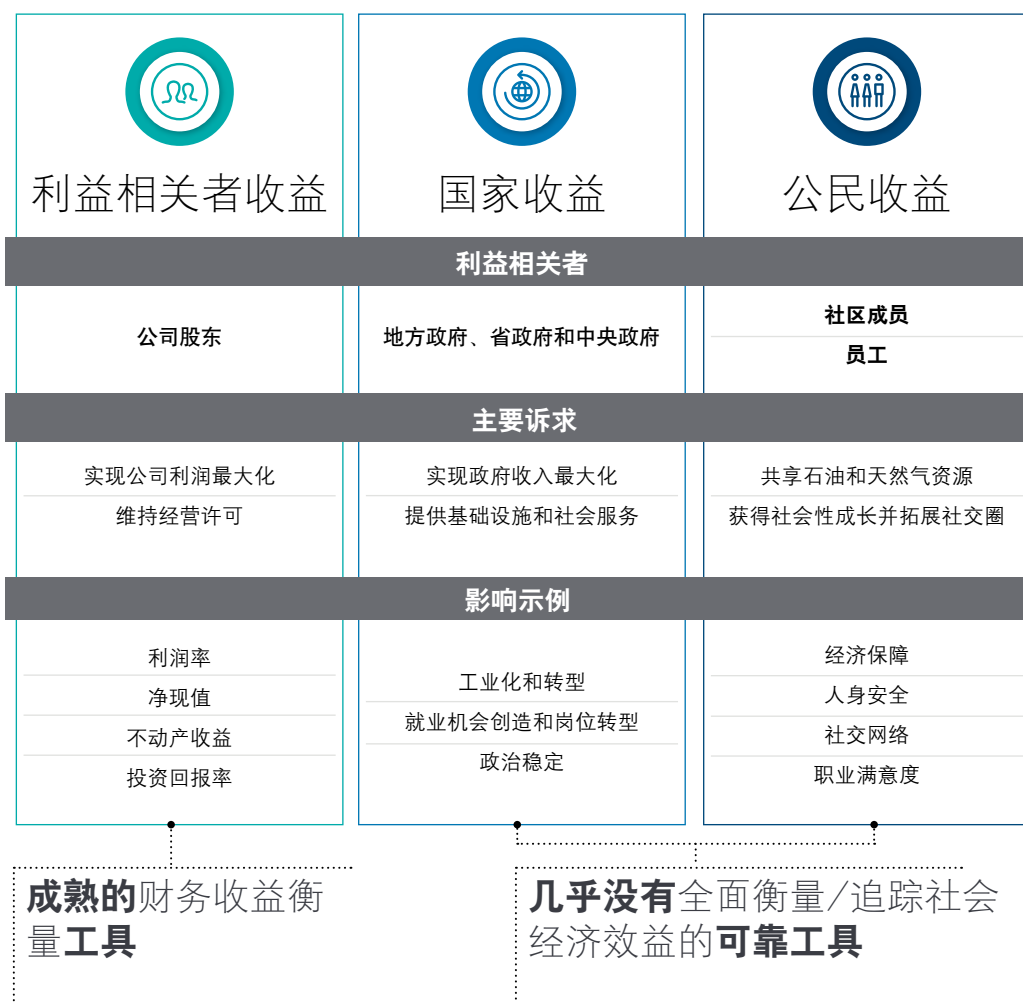 利益相关者收益
国家收益
公民收益
利益相关者
公司股东
地方政府、省政府和中央政府
社区成员
员工
主要诉求
实现公司利润最大化
维持经营许可
实现政府收入最大化
提供基础设施和社会服务
共享石油和天然气资源
获得社会性成长并拓展社交圈
影响示例
利润率
净现值
不动产收益
投资回报率
工业化和转型
就业机会创造和岗位转型
政治稳定
经济保障
人身安全
社交网络
职业满意度
成熟的财务收益衡
量工具
几乎没有全面衡量/追踪社会
经济效益的可靠工具